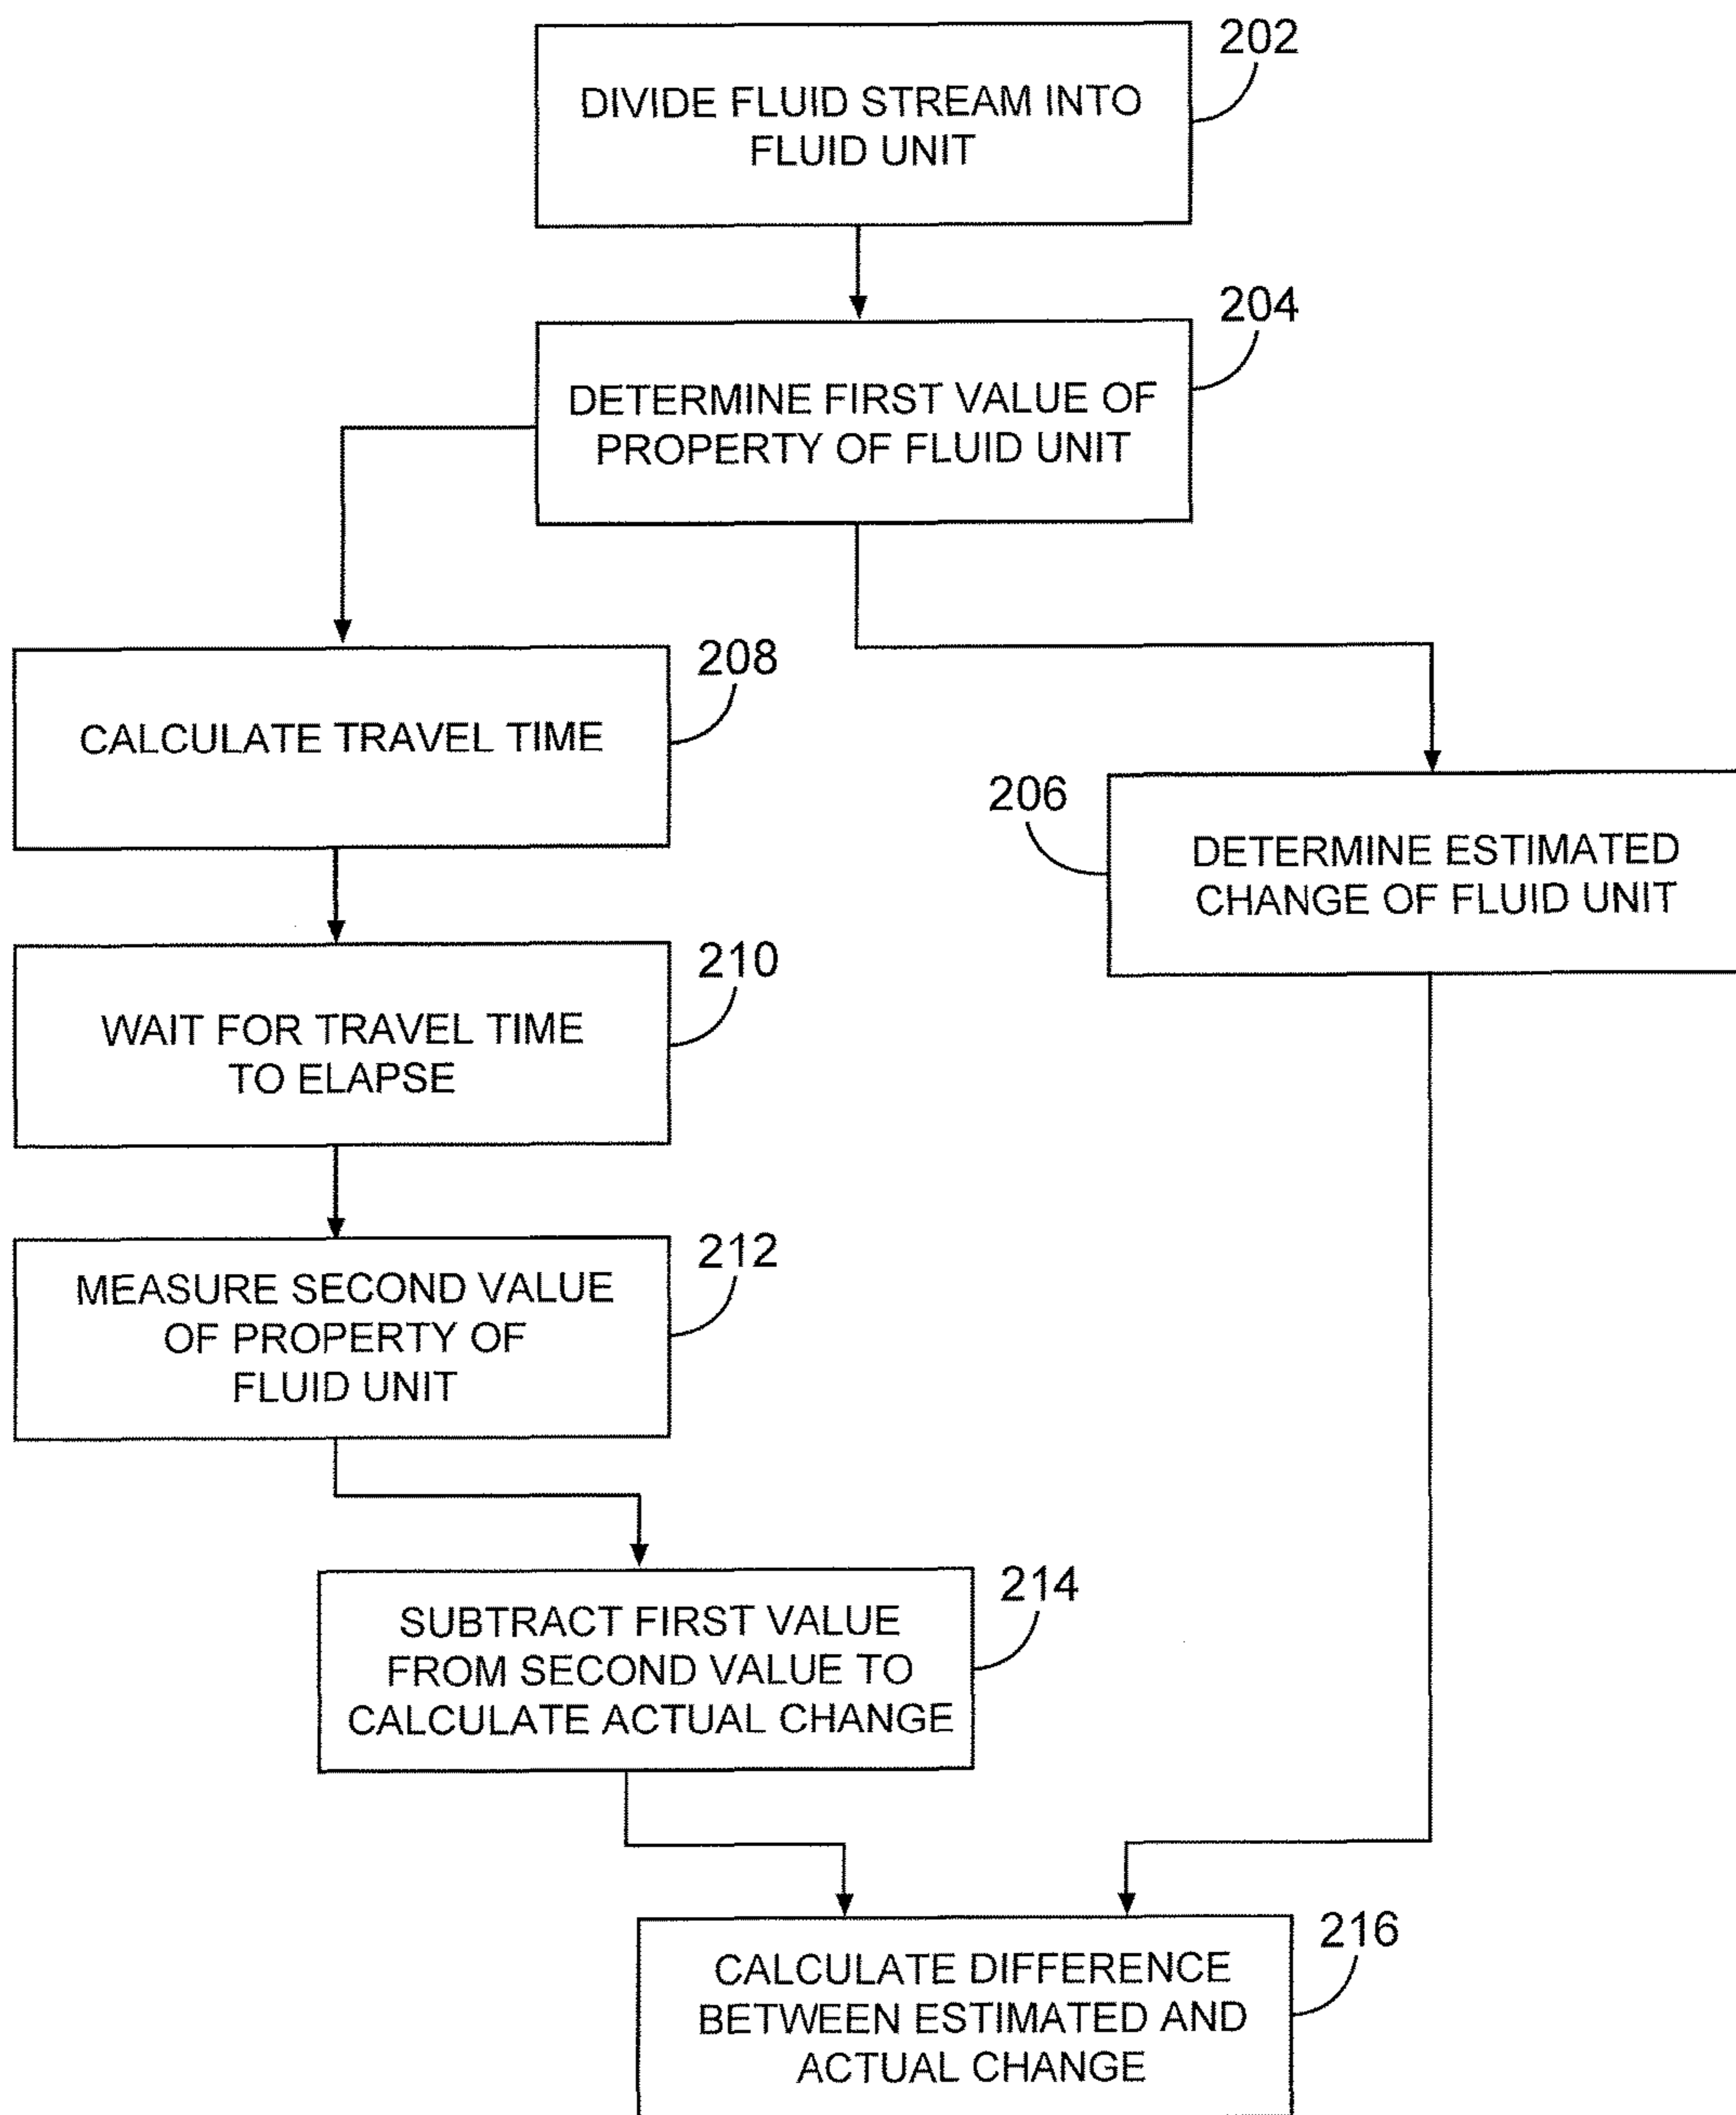 202
DIVIDE FLUID STREAM INTO
FLUID UNIT
204
DETERMINE FIRST VALUE OF
PROPERTY OF FLUID UNIT
208
CALCULATE TRAVEL TIME
206
DETERMINE ESTIMATED
CHANGE OF FLUID UNIT
210
WAIT FOR TRAVEL TIME
TO ELAPSE
212
MEASURE SECOND VALUE
OF PROPERTY OF
FLUID UNIT
214
SUBTRACT FIRST VALUE
FROM SECOND VALUE TO
CALCULATE ACTUAL CHANGE
216
CALCULATE DIFFERENCE
BETWEEN ESTIMATED AND
ACTUAL CHANGE